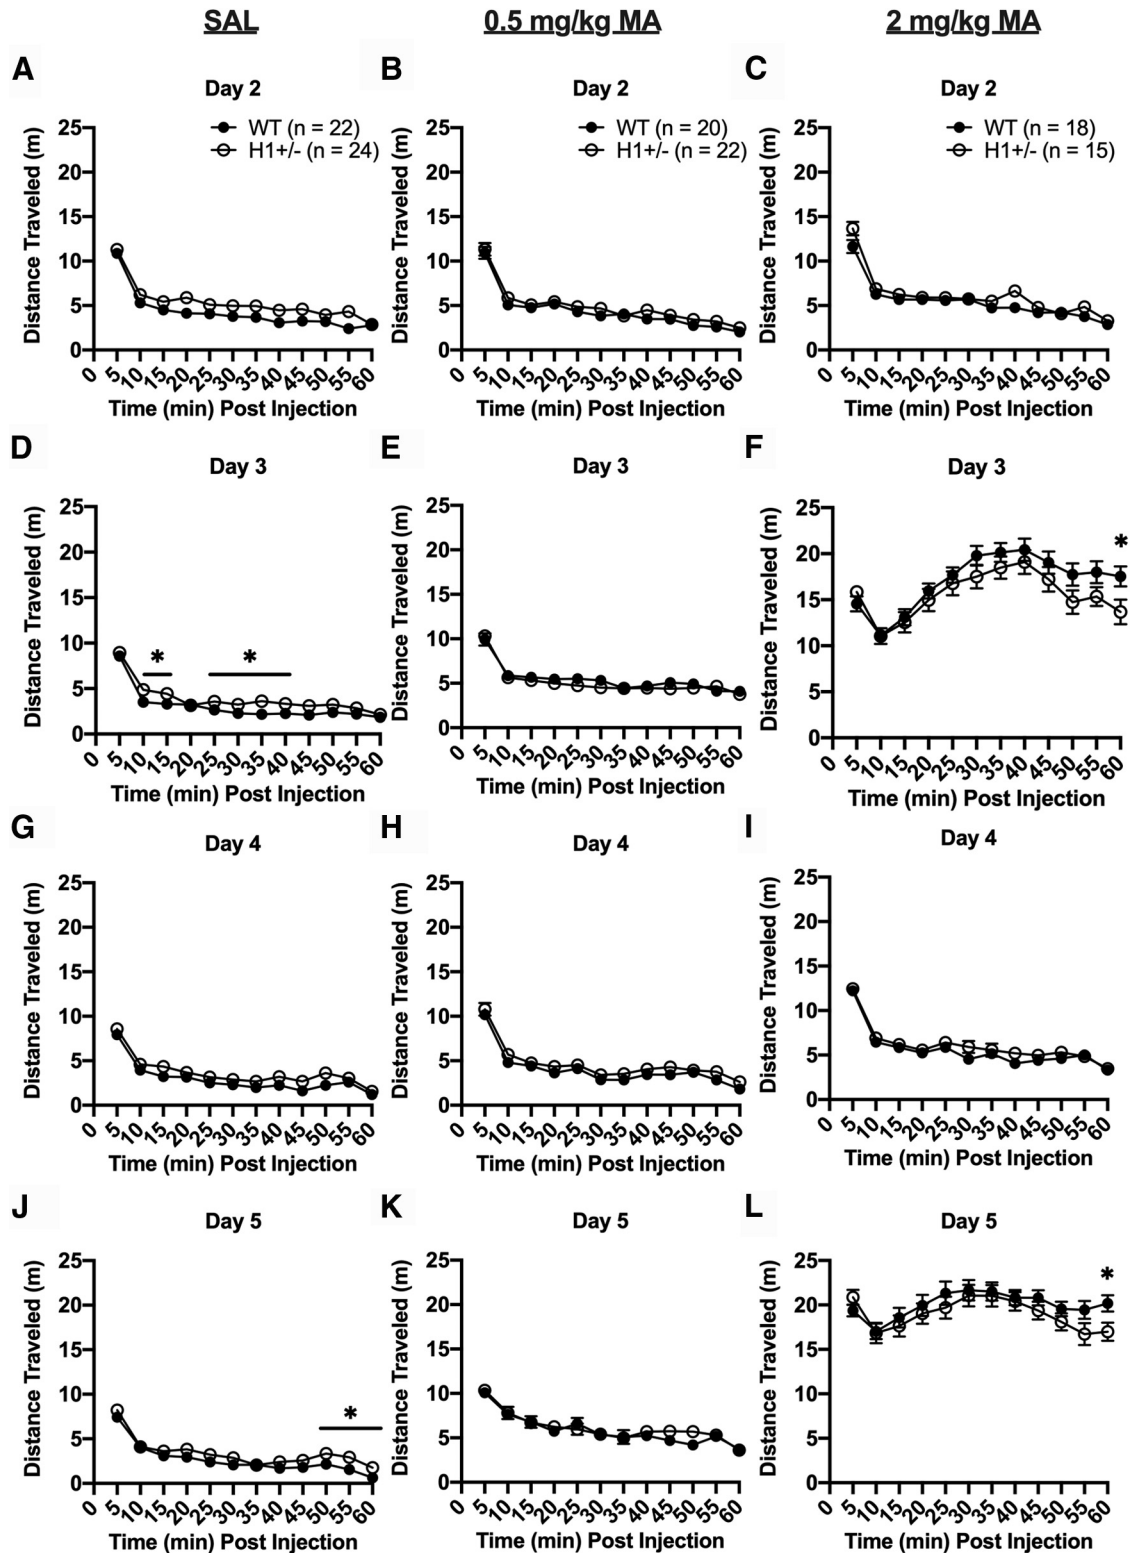 SAL 0.5 mg/kg MA 2 mg/kg MA
A B C
Day 2 Day 2 Day 2
WT (n = 22) WT (n = 20) WT (n = 18)
H1+/- (n = 24) H1+/- (n = 22) H1+/- (n = 15)
Distance Traveled (m) Distance Traveled (m) Distance Traveled (m)
25 25 25
20 20 20
15 15 15
10 10 10
5 5 5
0 0 0
0 5 10 15 20 25 30 35 40 45 50 55 60 0 5 10 15 20 25 30 35 40 45 50 55 60 0 5 10 15 20 25 30 35 40 45 50 55 60
Time (min) Post Injection Time (min) Post Injection Time (min) Post Injection
D E F
Day 3 Day 3 Day 3
Distance Traveled (m) Distance Traveled (m) Distance Traveled (m)
25 25 25
20 20 20 *
15 15 15
10 10 10
* * 5 5 5
0 0 0
0 5 10 15 20 25 30 35 40 45 50 55 60 0 5 10 15 20 25 30 35 40 45 50 55 60 0 5 10 15 20 25 30 35 40 45 50 55 60
Time (min) Post Injection Time (min) Post Injection Time (min) Post Injection
G H I
Day 4 Day 4 Day 4
Distance Traveled (m) Distance Traveled (m) Distance Traveled (m)
25 25 25
20 20 20
15 15 15
10 10 10
5 5 5
0 0 0
0 5 10 15 20 25 30 35 40 45 50 55 60 0 5 10 15 20 25 30 35 40 45 50 55 60 0 5 10 15 20 25 30 35 40 45 50 55 60
Time (min) Post Injection Time (min) Post Injection Time (min) Post Injection
J K L
Day 5 Day 5 Day 5
Distance Traveled (m) Distance Traveled (m) Distance Traveled (m)
25 25 25 *
20 20 20
15 15 15
10 10 10
5 * 5 5
0 0 0
0 5 10 15 20 25 30 35 40 45 50 55 60 0 5 10 15 20 25 30 35 40 45 50 55 60 0 5 10 15 20 25 30 35 40 45 50 55 60
Time (min) Post Injection Time (min) Post Injection Time (min) Post Injection